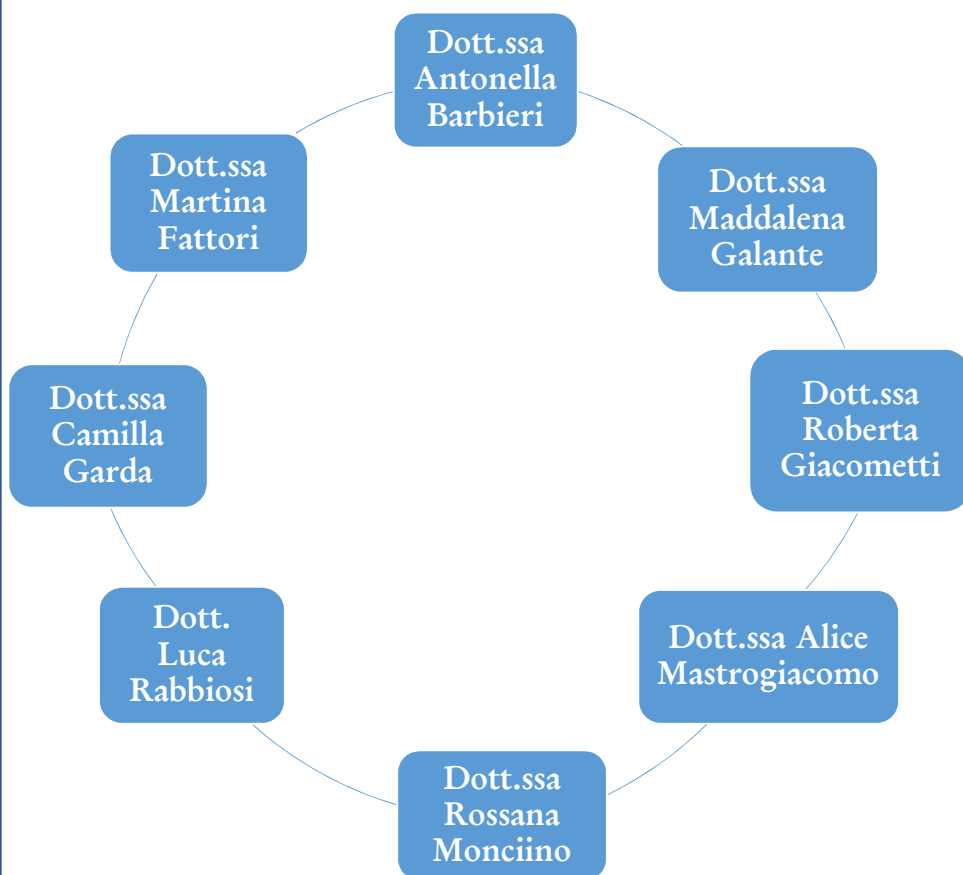 Dott.ssa
Antonella
Barbieri
Dott.ssa
Maddalena
Galante
Dott.ssa
Roberta
Giacometti
Dott.ssa Alice
Mastrogiacomo
Dott.ssa
Rossana
Monciino
Dott.
Luca
Rabbiosi
Dott.ssa
Camilla
Garda
Dott.ssa
Martina
Fattori